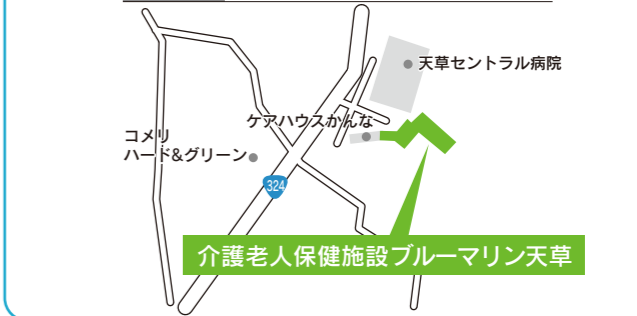 天草セントラル病院
ケアハウスかんな
コメリ
ハード&グリーン
324
介護老人保健施設ブルーマリン天草